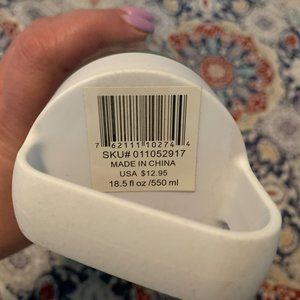 7 62111 10274 4
SKU# 011052917
MADE IN CHINA
USA $12.95
18.5 fl oz /550 ml